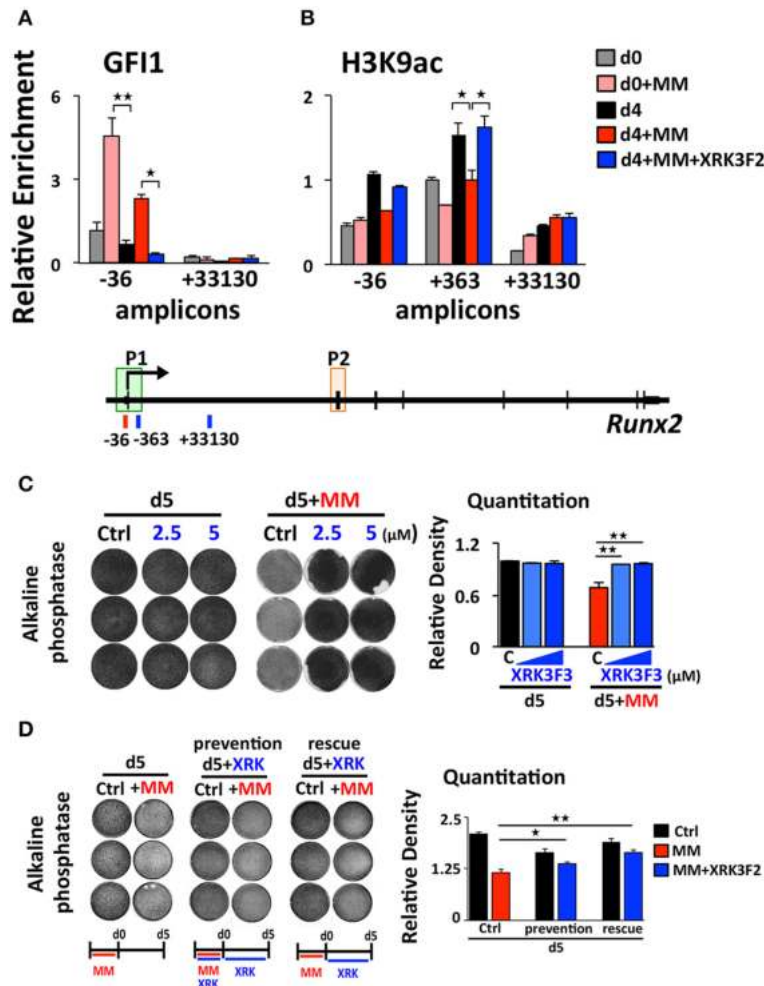 A
B
GFI1
H3K9ac
d0
d0+MM
d4
d4+MM
d4+MM+XRK3F2
Relative Enrichment
6
3
0
★★
★
-36 +33130
amplicons
2
1
0
★ ★
-36 +363 +33130
amplicons
P1 P2
-36 -363 +33130
Runx2
C
d5
d5+MM
Ctrl 2.5 5
Ctrl 2.5 5 (μM)
Alkaline
phosphatase
Quantitation
Relative Density
1.2
0.6
0
★★
★★
C
XRK3F3
C
XRK3F3 (μM)
d5
d5+MM
D
d5
prevention
d5+XRK
rescue
d5+XRK
Ctrl +MM
Ctrl +MM
Ctrl +MM
Alkaline
phosphatase
d0 d5
MM
d0 d5
MM
XRK
XRK
d0 d5
MM
XRK
Quantitation
Relative Density
2.5
1.25
0
★★
★
Ctrl prevention rescue
d5
Ctrl
MM
MM+XRK3F2